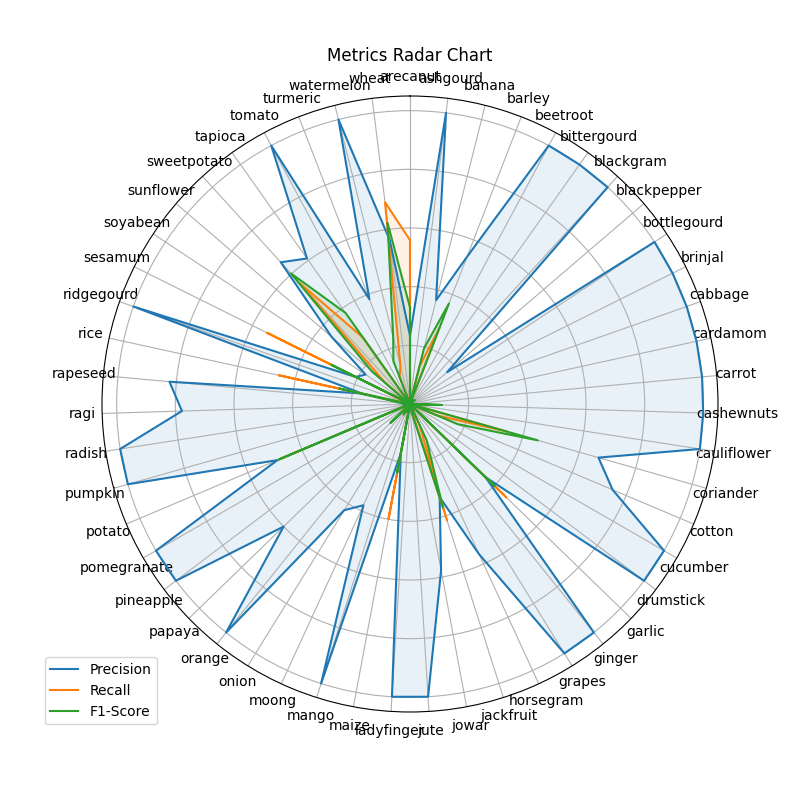 Metrics Radar Chart
arecanut
ashgourd
banana
barley
beetroot
bittergourd
blackgram
blackpepper
bottlegourd
brinjal
cabbage
cardamom
carrot
cashewnuts
cauliflower
coriander
cotton
cucumber
drumstick
garlic
ginger
grapes
horsegram
jackfruit
jowar
jute
ladyfinger
maize
mango
moong
onion
orange
papaya
pineapple
pomegranate
potato
pumpkin
radish
ragi
rapeseed
rice
ridgegourd
sesamum
soyabean
sunflower
sweetpotato
tapioca
tomato
turmeric
watermelon
wheat
Precision
Recall
F1-Score